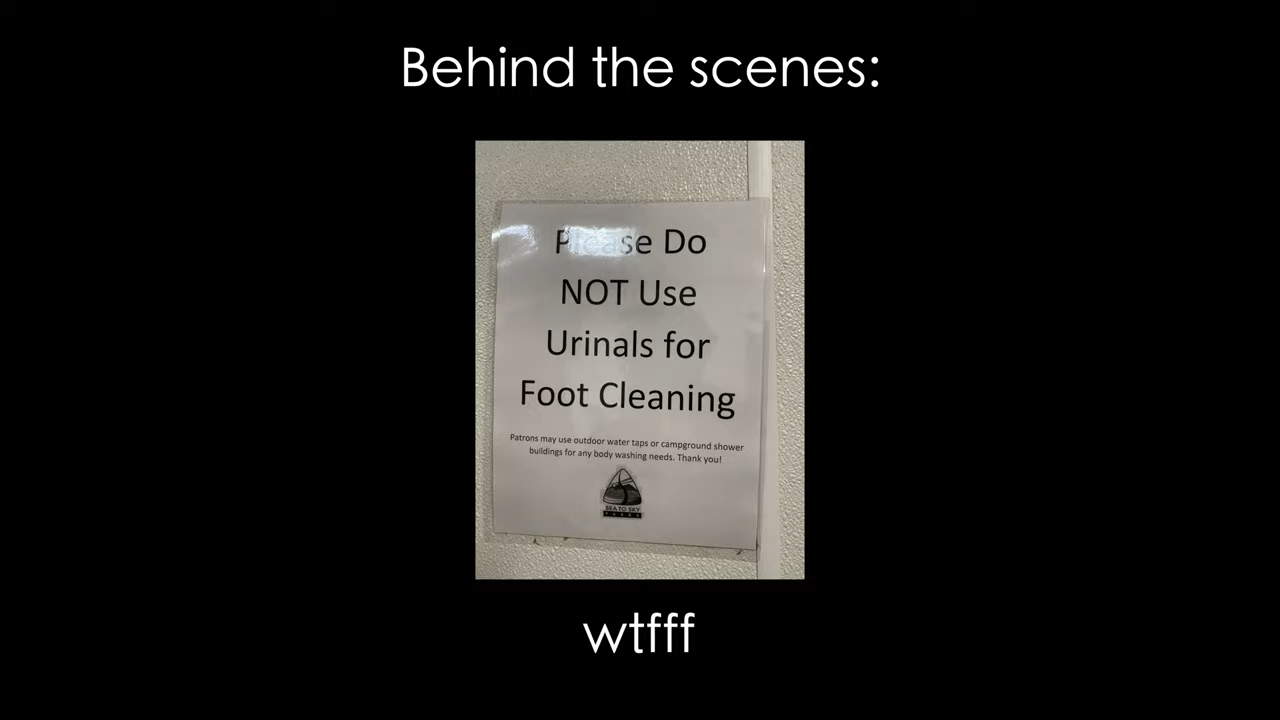 Behind the scenes:
Please Do
NOT Use
Urinals for
Foot Cleaning
Patrons may use outdoor water taps or campground shower
buildings for any body washing needs. Thank you!
SEA TO SKY
PARKS
wtfff